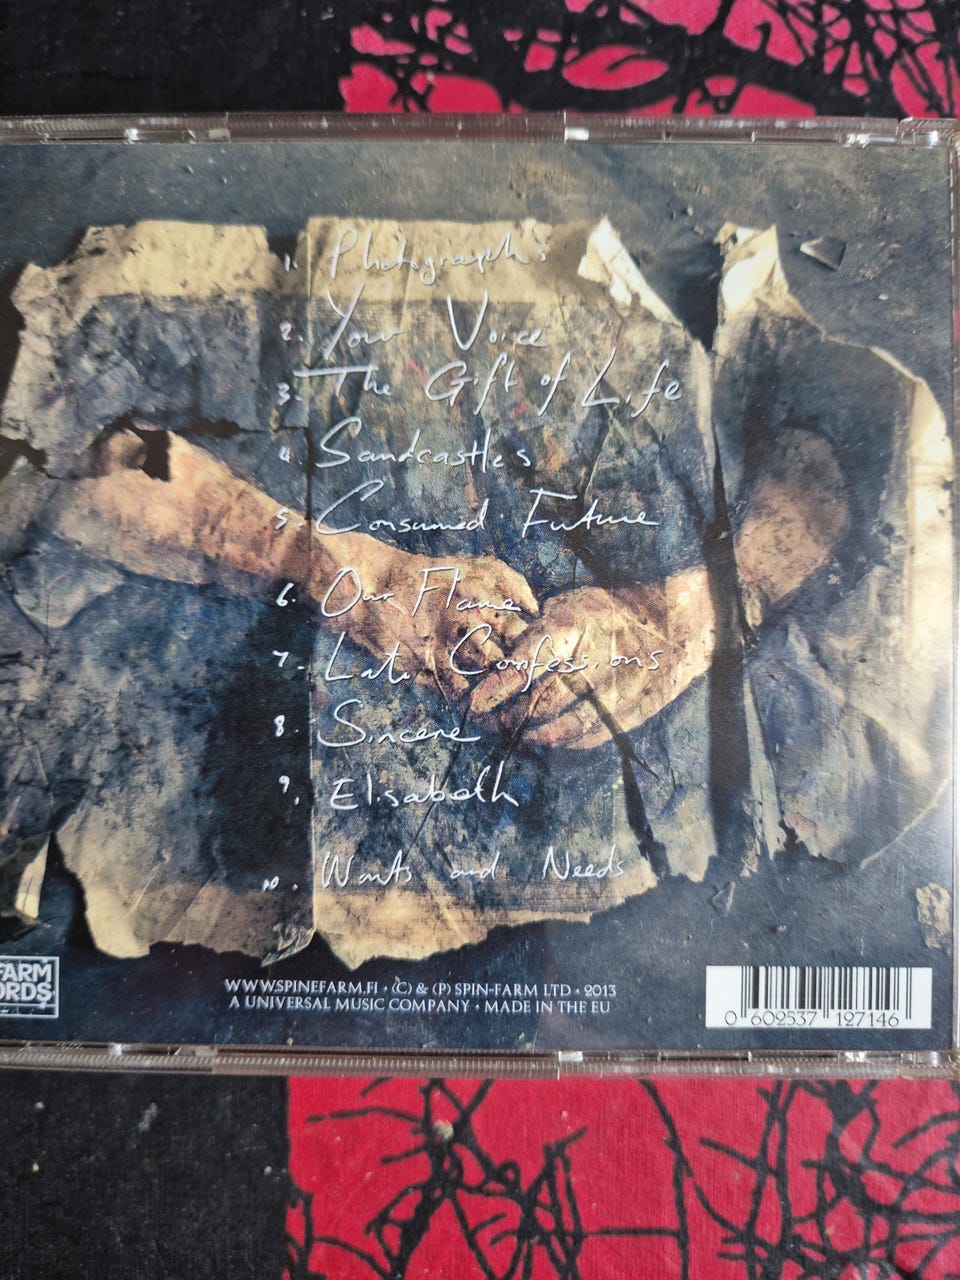 1. Photographs
2. Your Voice
3. The Gift of Life
4. Sandcastles
5. Consumed Future
6. Our Flame
7. Late Confessions
8. Sincere
9. Elisabeth
10. Wants and Needs
FARM
ORDS
WWW.SPINEFARM.FI • (C) & (P) SPIN-FARM LTD • 2013
A UNIVERSAL MUSIC COMPANY • MADE IN THE EU
0 602537 127146